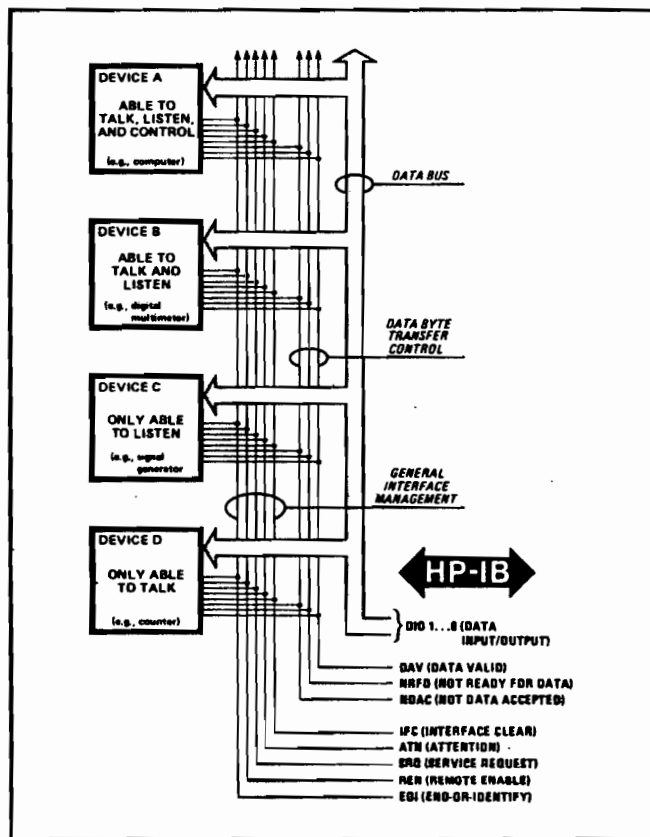 DEVICE A
ABLE TO
TALK, LISTEN,
AND CONTROL
(e.g., computer)
DATA BUS
DEVICE B
ABLE TO
TALK AND
LISTEN
(e.g., digital
multimeter)
DATA BYTE
TRANSFER
CONTROL
DEVICE C
ONLY ABLE
TO LISTEN
(e.g., signal
generator
GENERAL
INTERFACE
MANAGEMENT
DEVICE D
ONLY ABLE
TO TALK
(e.g., counter)
HP-IB
DIO 1...8 (DATA
INPUT/OUTPUT)
DAV (DATA VALID)
NRFD (NOT READY FOR DATA)
NDAC (NOT DATA ACCEPTED)
IFC (INTERFACE CLEAR)
ATN (ATTENTION)
SRQ (SERVICE REQUEST)
REN (REMOTE ENABLE)
EOI (END-OR-IDENTIFY)